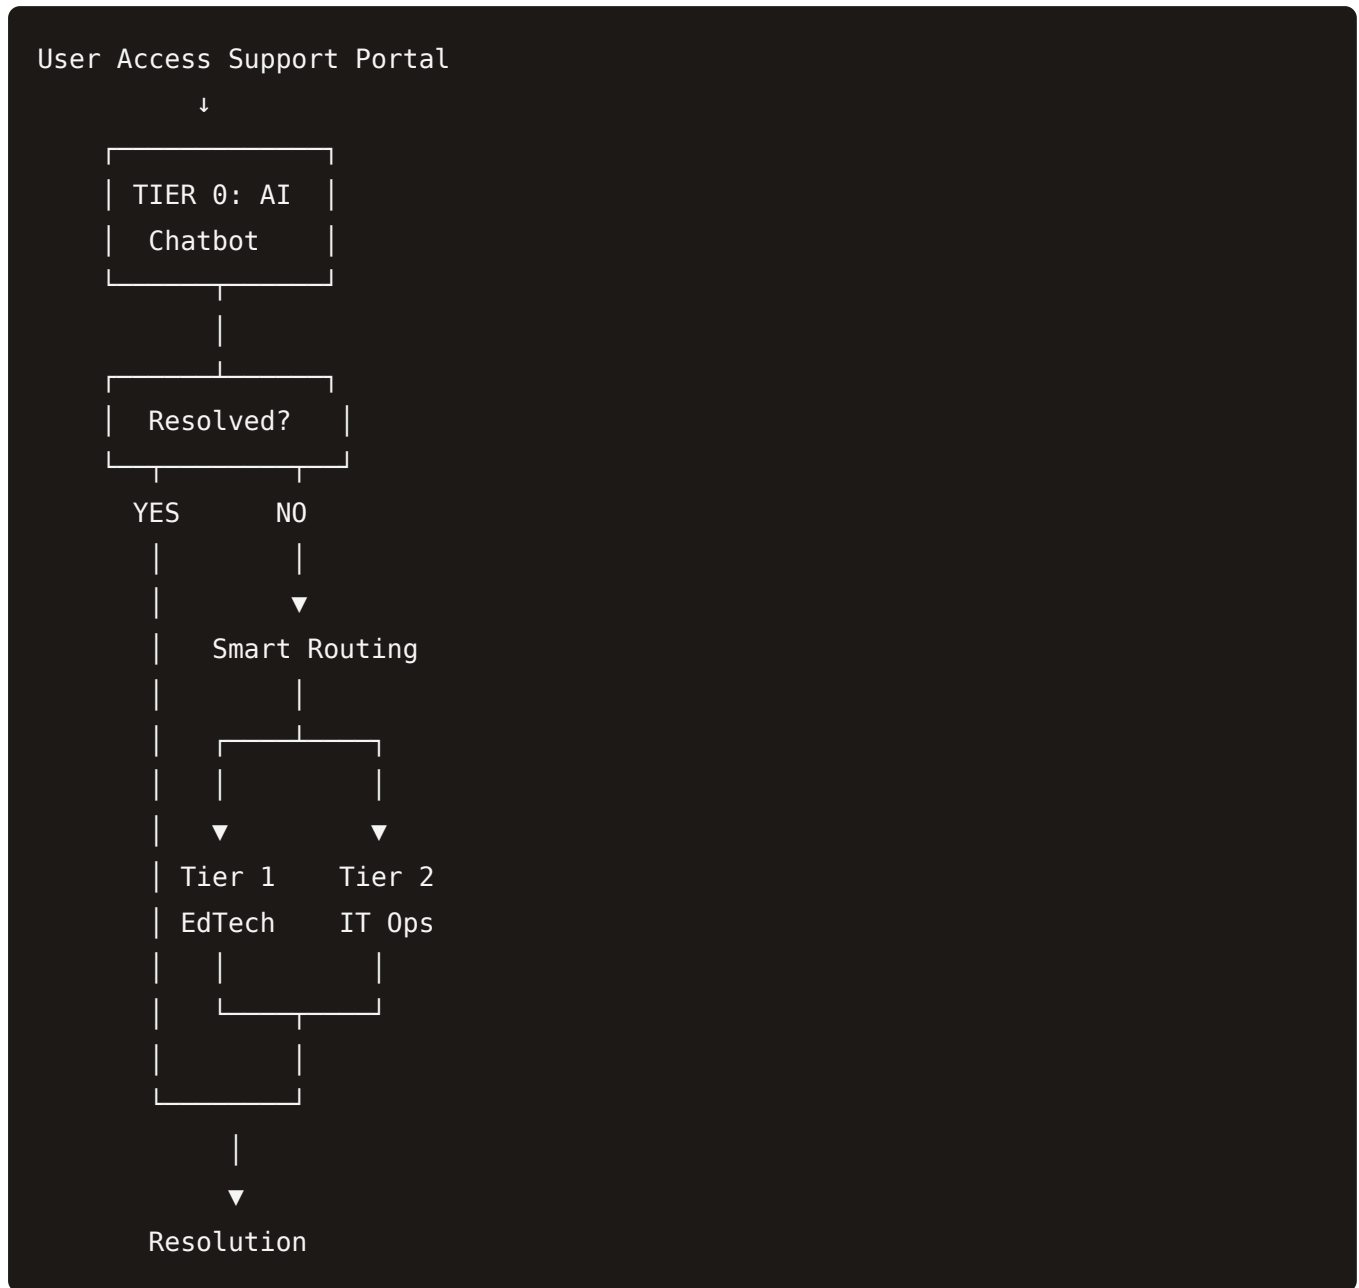 User Access Support Portal
TIER 0: AI
Chatbot
Resolved?
YES NO
Smart Routing
Tier 1 Tier 2
EdTech IT Ops
Resolution